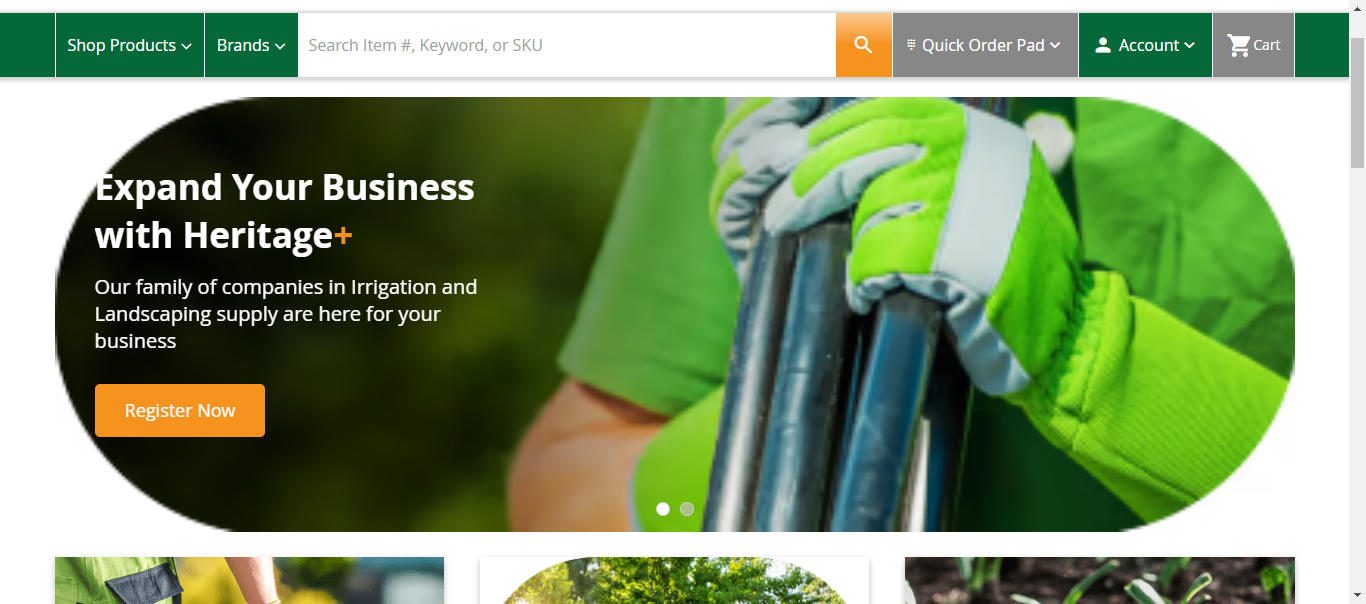 Shop Products
Brands
Search Item #, Keyword, or SKU
Quick Order Pad
Account
Cart
Expand Your Business
with Heritage+
Our family of companies in Irrigation and
Landscaping supply are here for your
business
Register Now